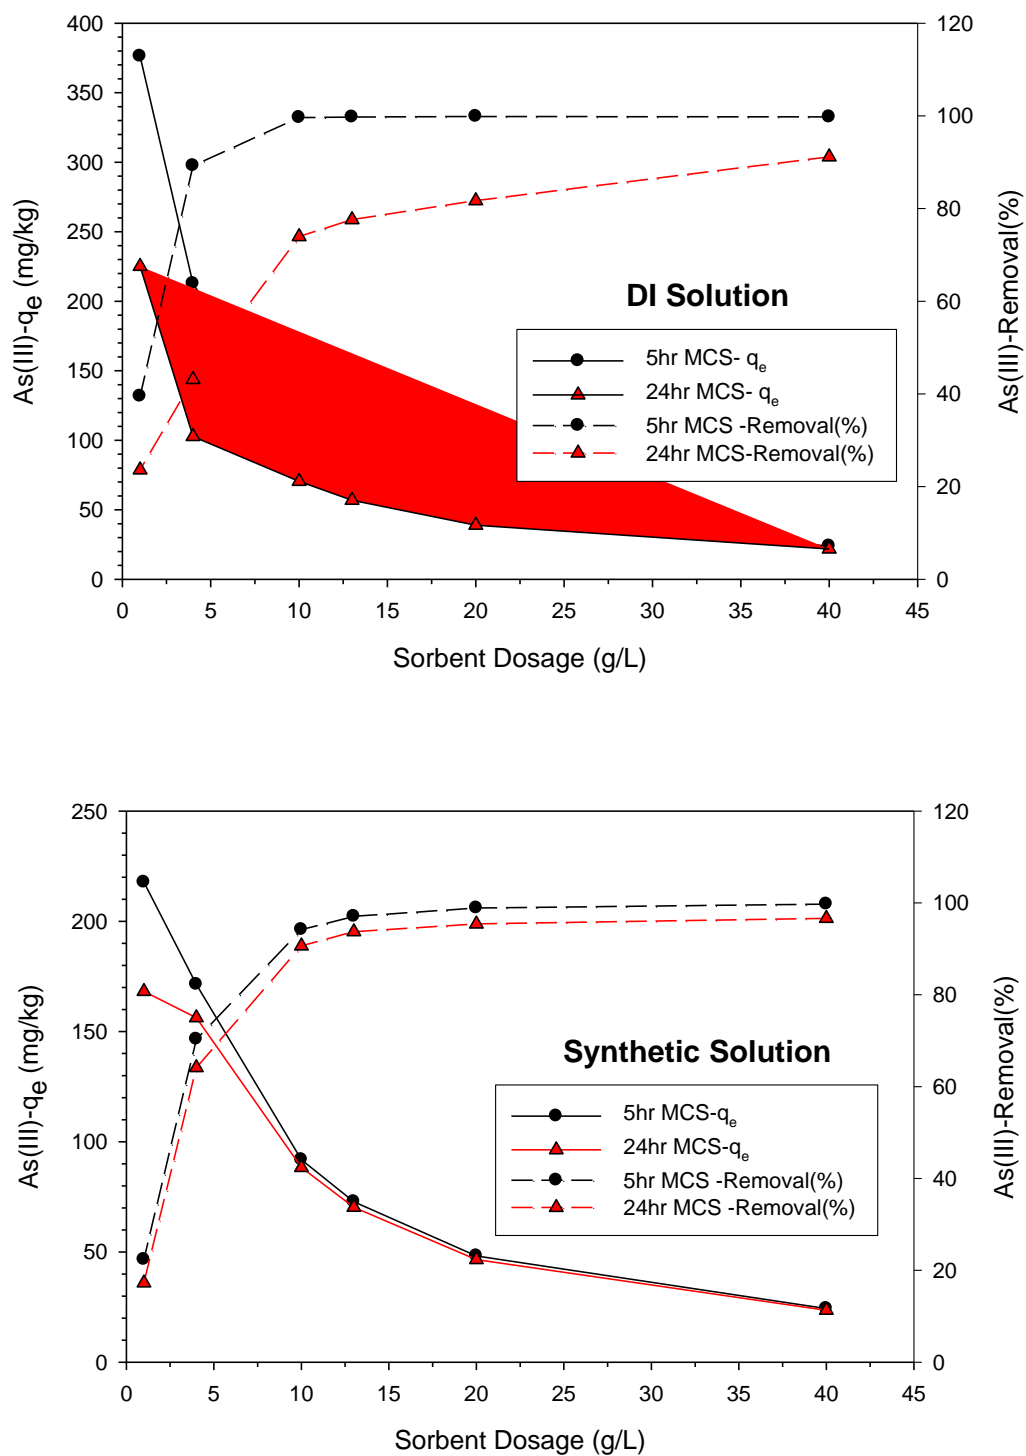 400
350
300
250
200
150
100
50
0
As(III)-qe (mg/kg)
120
100
80
60
40
20
0
As(III)-Removal(%)
DI Solution
5hr MCS- qe
24hr MCS- qe
5hr MCS -Removal(%)
24hr MCS-Removal(%)
0 5 10 15 20 25 30 35 40 45
Sorbent Dosage (g/L)
250
200
150
100
50
0
As(III)-qe (mg/kg)
120
100
80
60
40
20
0
As(III)-Removal(%)
Synthetic Solution
5hr MCS-qe
24hr MCS-qe
5hr MCS -Removal(%)
24hr MCS -Removal(%)
0 5 10 15 20 25 30 35 40 45
Sorbent Dosage (g/L)